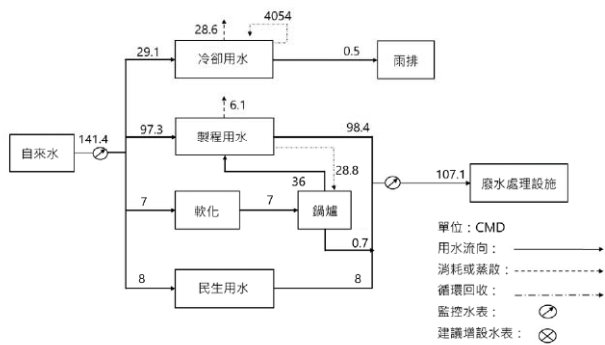 4054
28.6
29.1
冷卻用水
0.5
雨排
6.1
141.4
97.3
製程用水
98.4
自來水
28.8
107.1
廢水處理設施
36
7
軟化
7
鍋爐
0.7
8
民生用水
8
單位：CMD
用水流向：
消耗或蒸散：
循環回收：
監控水表：
建議增設水表：